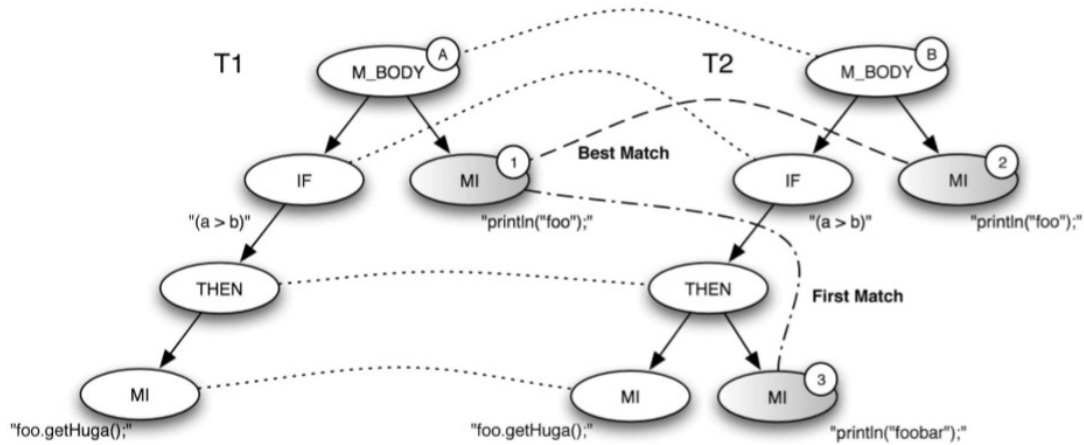 T1
A
M_BODY
T2
B
M_BODY
IF
1
MI
Best Match
IF
2
MI
"(a > b)"
"println("foo");"
"(a > b)"
"println("foo");"
THEN
THEN
First Match
MI
MI
3
MI
"foo.getHuga();"
"foo.getHuga();"
"println("foobar");"